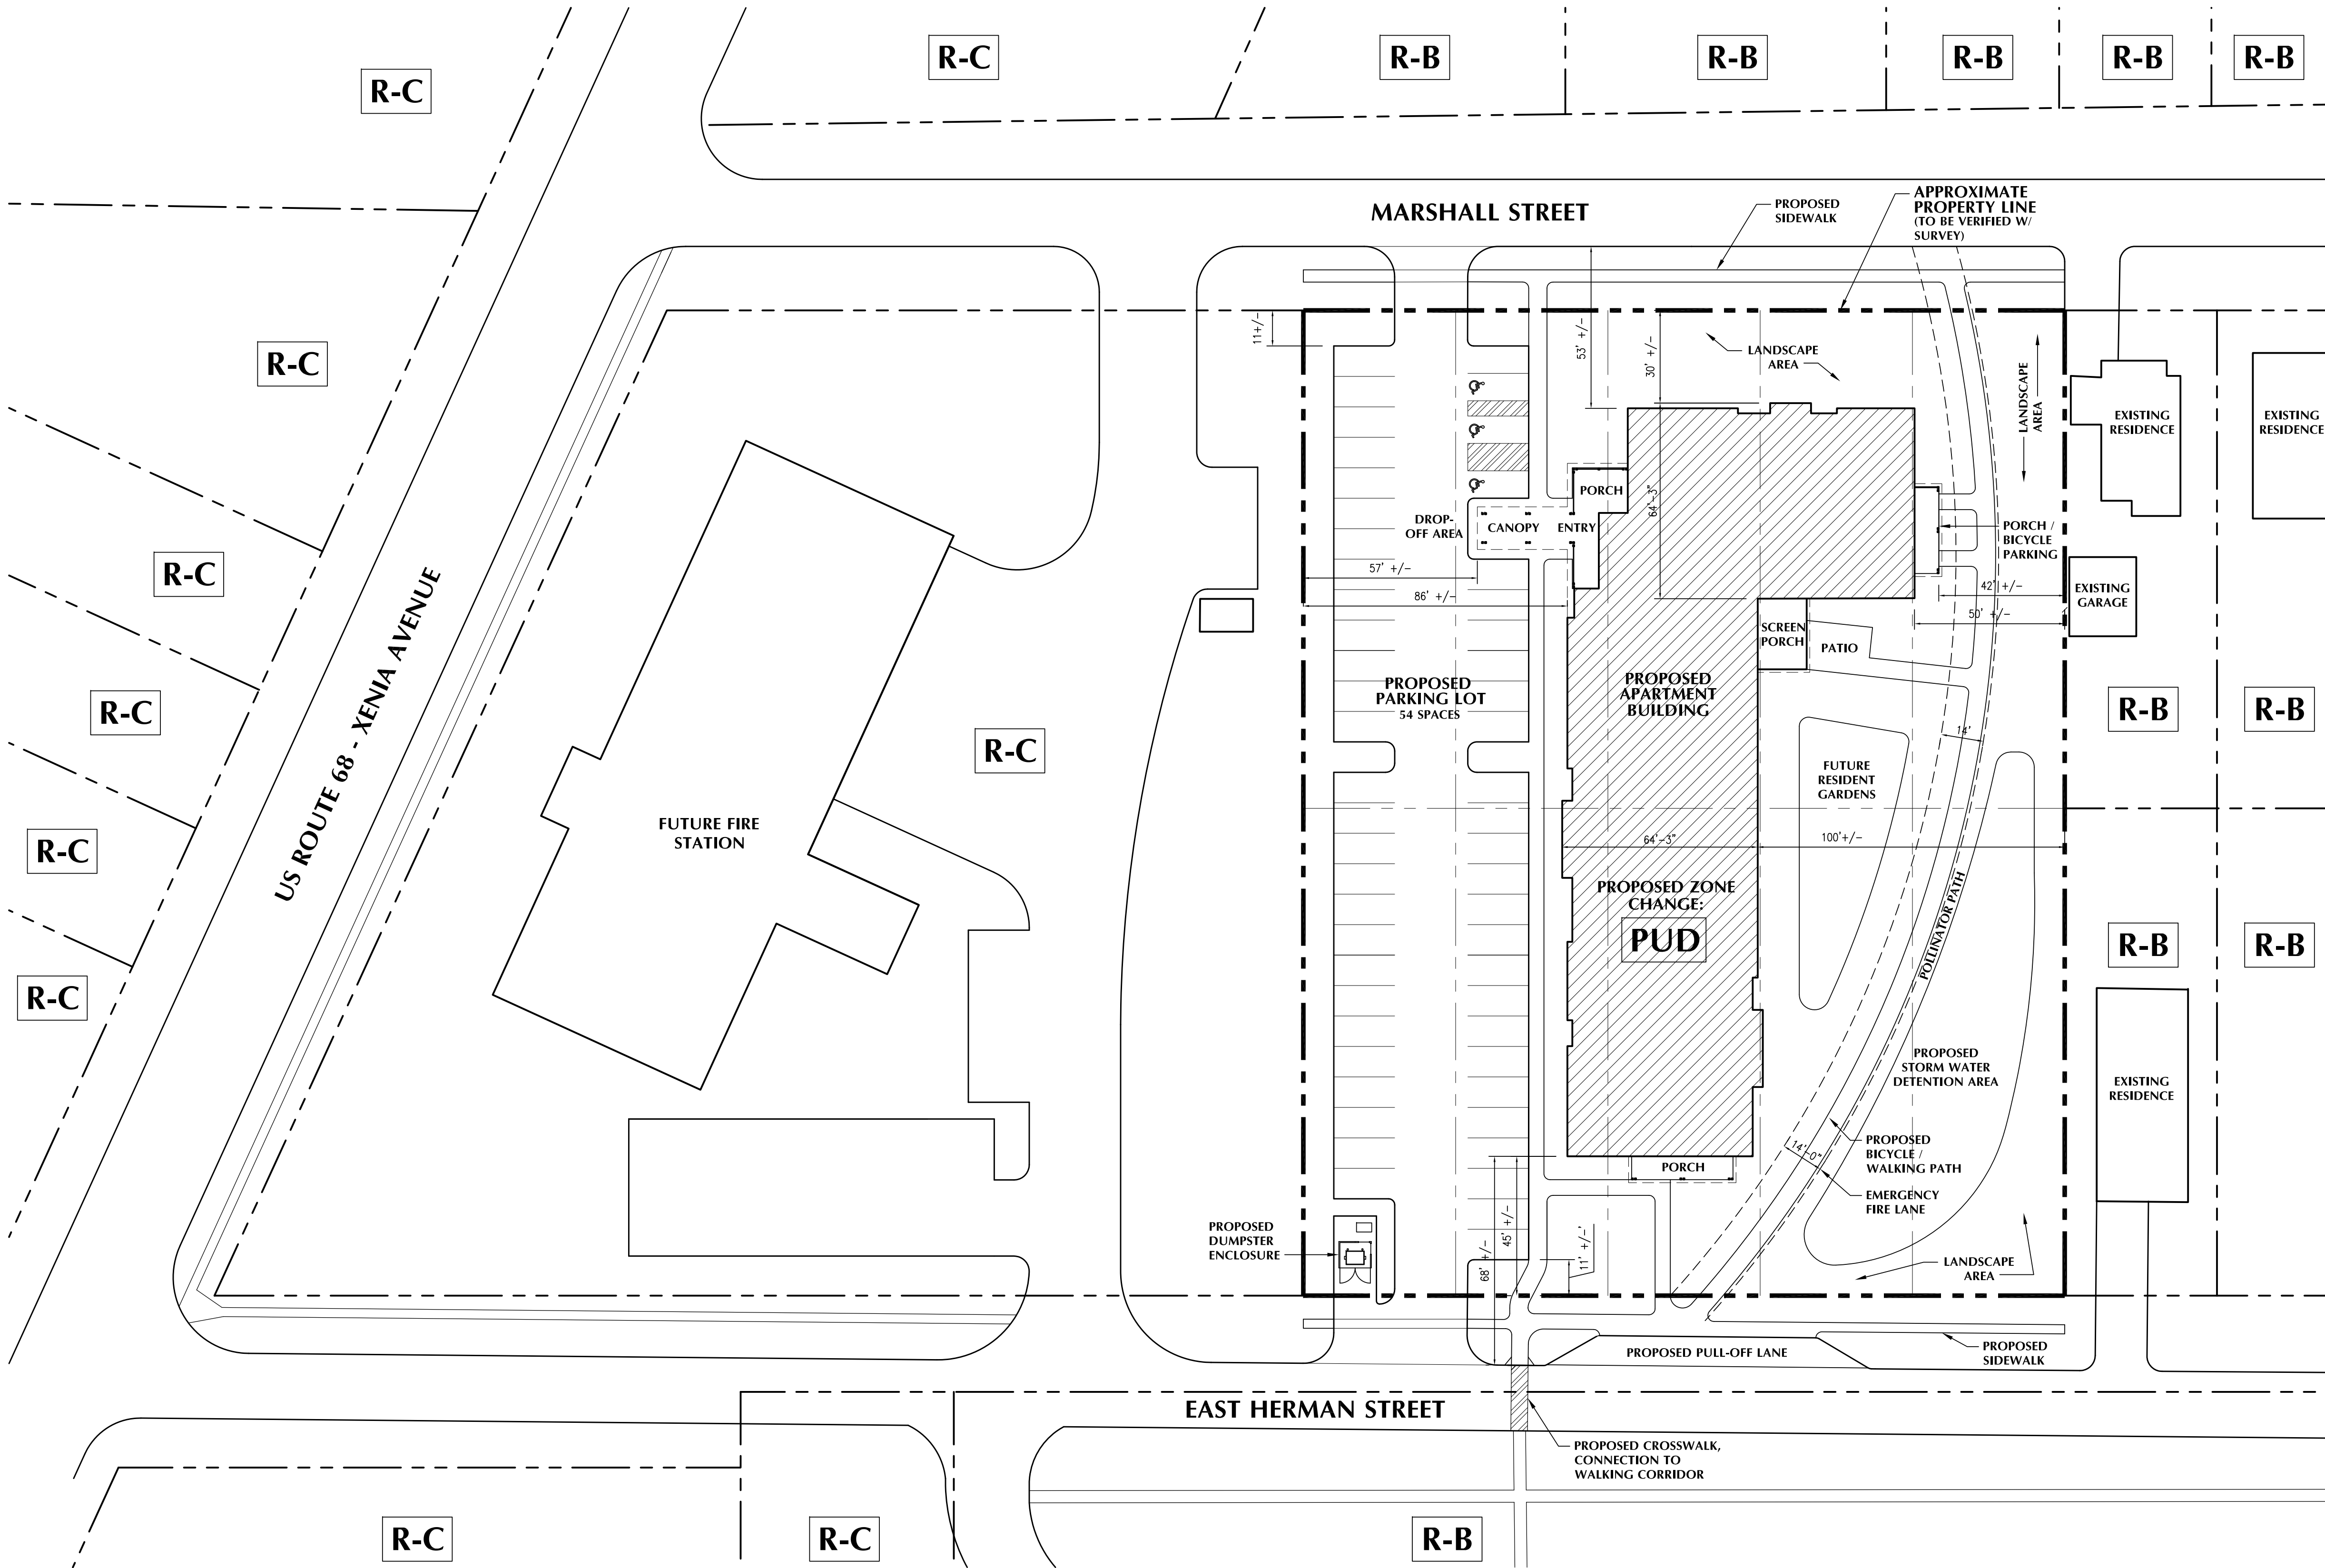 R-C
R-C
R-B
R-B
R-B
R-B
R-B
MARSHALL STREET
PROPOSED
SIDEWALK
APPROXIMATE
PROPERTY LINE
(TO BE VERIFIED W/
SURVEY)
R-C
11+/-
53' +/-
30' +/-
LANDSCAPE
AREA
LANDSCAPE
AREA
EXISTING
RESIDENCE
EXISTING
RESIDENCE
PORCH
64'-3"
DROP-
OFF AREA
CANOPY
ENTRY
PORCH /
BICYCLE
PARKING
R-C
57' +/-
86' +/-
42' +/-
50' +/-
EXISTING
GARAGE
SCREEN
PORCH
PATIO
US ROUTE 68 - XENIA AVENUE
R-C
PROPOSED
PARKING LOT
54 SPACES
PROPOSED
APARTMENT
BUILDING
R-B
R-B
R-C
14'
FUTURE
RESIDENT
GARDENS
FUTURE FIRE
STATION
R-C
64'-3"
100'+/-
PROPOSED ZONE
CHANGE:
PUD
POLLINATOR PATH
R-B
R-B
R-C
PROPOSED
STORM WATER
DETENTION AREA
EXISTING
RESIDENCE
14'-0"
PROPOSED
BICYCLE /
WALKING PATH
PORCH
EMERGENCY
FIRE LANE
PROPOSED
DUMPSTER
ENCLOSURE
68' +/-
45' +/-
11' +/-'
LANDSCAPE
AREA
PROPOSED PULL-OFF LANE
PROPOSED
SIDEWALK
EAST HERMAN STREET
PROPOSED CROSSWALK,
CONNECTION TO
WALKING CORRIDOR
R-C
R-C
R-B